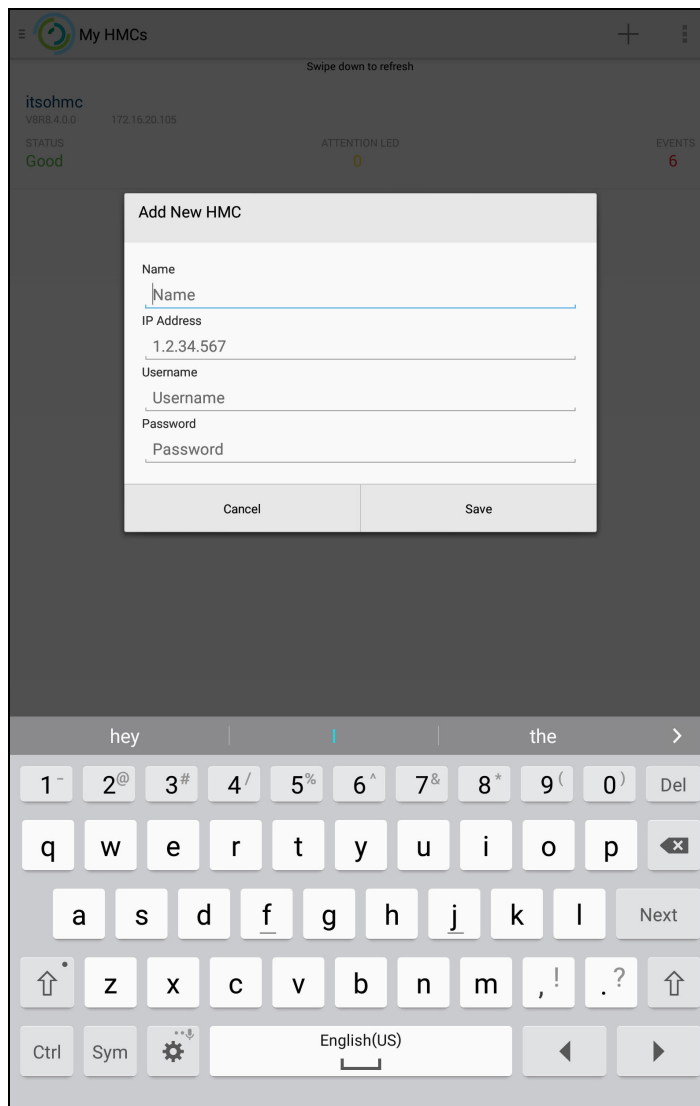 My HMCs
Swipe down to refresh
itsohmc
V8R8.4.0.0 172.16.20.105
STATUS ATTENTION LED EVENTS
Good 0 6
Add New HMC
Name
Name
IP Address
1.2.34.567
Username
Username
Password
Password
Cancel Save
hey I the
1 - 2 @ 3 # 4 / 5 % 6 ^ 7 & 8 * 9 ( 0 ) Del
q w e r t y u i o p
a s d f g h j k l Next
z x c v b n m , ! . ?
Ctrl Sym English(US)